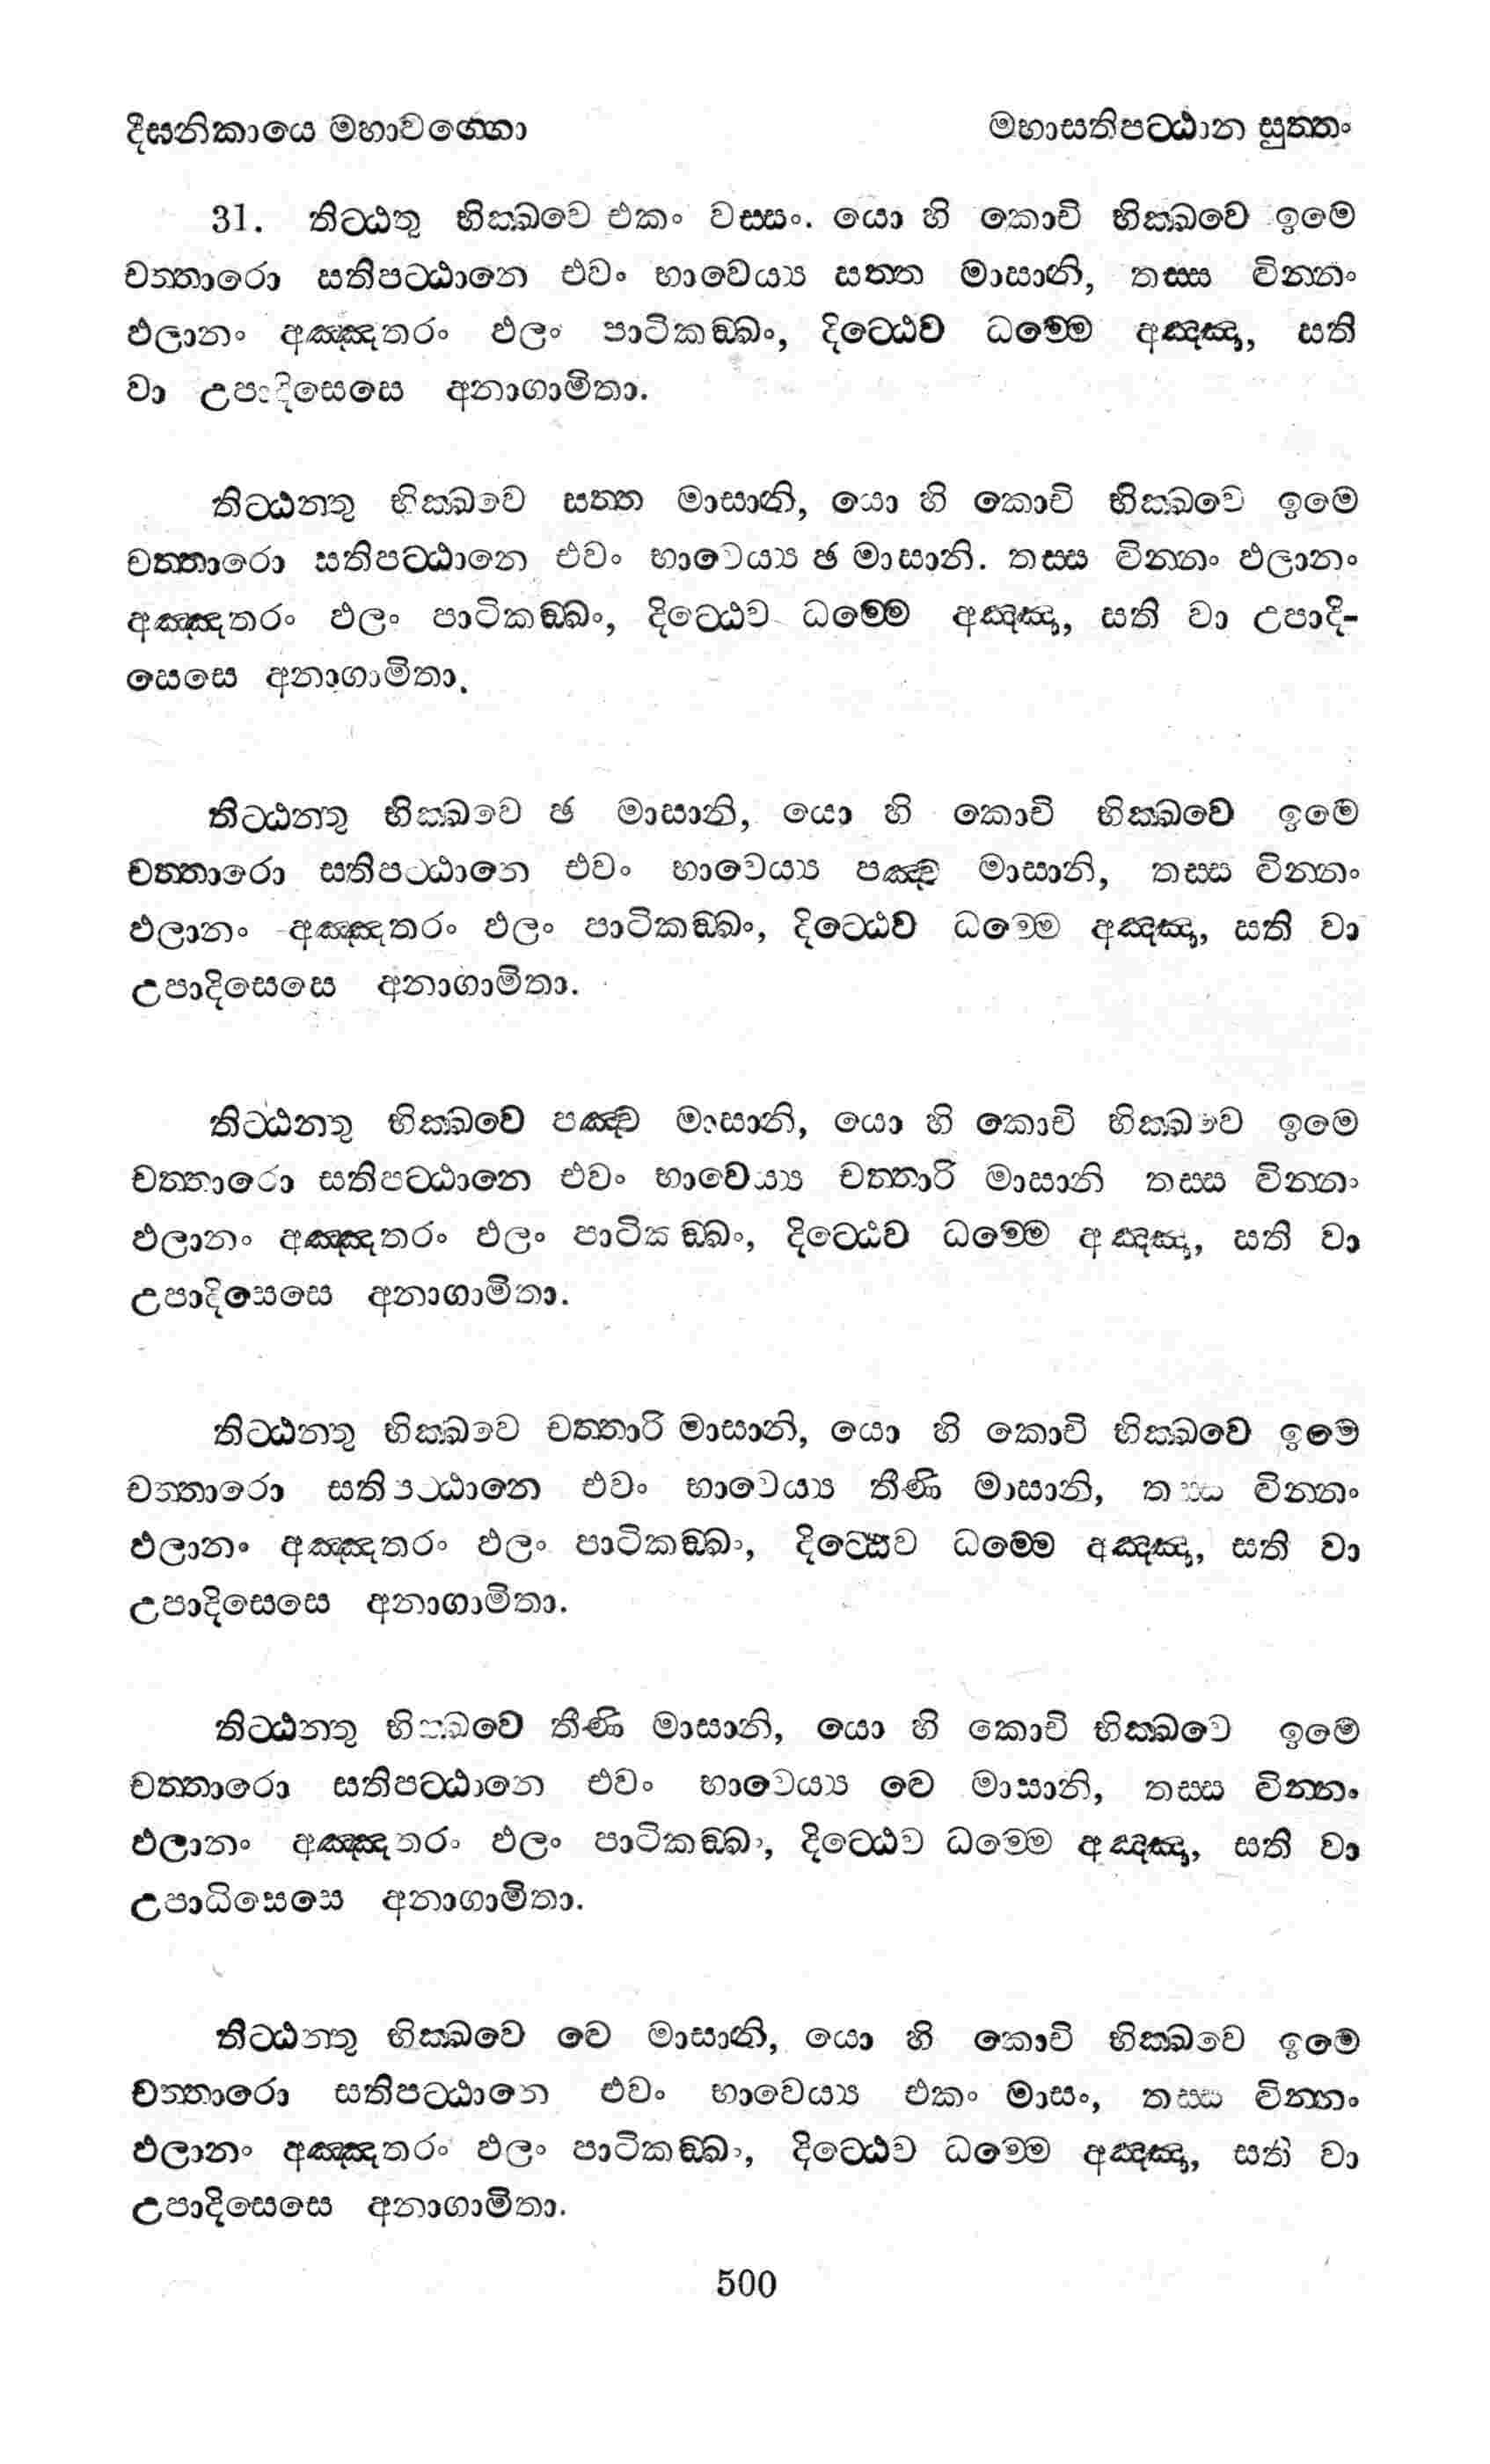 දීඝනිකායෙ මහාවග්ගො
මහාසතිපට්ඨාන සුත්තං
31. තිට්ඨතු භික්ඛවෙ එකං වස්සං. යො හි කොචි භික්ඛවෙ ඉමෙ
චත්තාරො සතිපට්ඨානෙ එවං භාවෙය්‍ය සත්ත මාසානි, තස්ස ද්වින්නං
ඵලානං අඤ්ඤතරං ඵලං පාටිකඞ්ඛං, දිට්ඨෙව ධම්මෙ අඤ්ඤා, සති
වා උපාදිසෙසෙ අනාගාමිතා.
තිට්ඨන්තු භික්ඛවෙ සත්ත මාසානි, යො හි කොචි භික්ඛවෙ ඉමෙ
චත්තාරො සතිපට්ඨානෙ එවං භාවෙය්‍ය ඡ මාසානි. තස්ස ද්වින්නං ඵලානං
අඤ්ඤතරං ඵලං පාටිකඞ්ඛං, දිට්ඨෙව ධම්මෙ අඤ්ඤා, සති වා උපාදි-
සෙසෙ අනාගාමිතා.
තිට්ඨන්තු භික්ඛවෙ ඡ මාසානි, යො හි කොචි භික්ඛවෙ ඉමෙ
චත්තාරො සතිපට්ඨානෙ එවං භාවෙය්‍ය පඤ්ච මාසානි, තස්ස ද්වින්නං
ඵලානං අඤ්ඤතරං ඵලං පාටිකඞ්ඛං, දිට්ඨෙව ධම්මෙ අඤ්ඤා, සති වා
උපාදිසෙසෙ අනාගාමිතා.
තිට්ඨන්තු භික්ඛවෙ පඤ්ච මාසානි, යො හි කොචි භික්ඛවෙ ඉමෙ
චත්තාරො සතිපට්ඨානෙ එවං භාවෙය්‍ය චත්තාරි මාසානි තස්ස ද්වින්නං
ඵලානං අඤ්ඤතරං ඵලං පාටිකඞ්ඛං, දිට්ඨෙව ධම්මෙ අඤ්ඤා, සති වා
උපාදිසෙසෙ අනාගාමිතා.
තිට්ඨන්තු භික්ඛවෙ චත්තාරි මාසානි, යො හි කොචි භික්ඛවෙ ඉමෙ
චත්තාරො සතිපට්ඨානෙ එවං භාවෙය්‍ය තීණි මාසානි, තස්ස ද්වින්නං
ඵලානං අඤ්ඤතරං ඵලං පාටිකඞ්ඛං, දිට්ඨෙව ධම්මෙ අඤ්ඤා, සති වා
උපාදිසෙසෙ අනාගාමිතා.
තිට්ඨන්තු භික්ඛවෙ තීණි මාසානි, යො හි කොචි භික්ඛවෙ ඉමෙ
චත්තාරො සතිපට්ඨානෙ එවං භාවෙය්‍ය ද්වෙ මාසානි, තස්ස ද්වින්නං
ඵලානං අඤ්ඤතරං ඵලං පාටිකඞ්ඛං, දිට්ඨෙව ධම්මෙ අඤ්ඤා, සති වා
උපාධිසෙසෙ අනාගාමිතා.
තිට්ඨන්තු භික්ඛවෙ ද්වෙ මාසානි, යො හි කොචි භික්ඛවෙ ඉමෙ
චත්තාරො සතිපට්ඨානෙ එවං භාවෙය්‍ය එකං මාසං, තස්ස ද්වින්නං
ඵලානං අඤ්ඤතරං ඵලං පාටිකඞ්ඛං, දිට්ඨෙව ධම්මෙ අඤ්ඤා, සති වා
උපාදිසෙසෙ අනාගාමිතා.
500